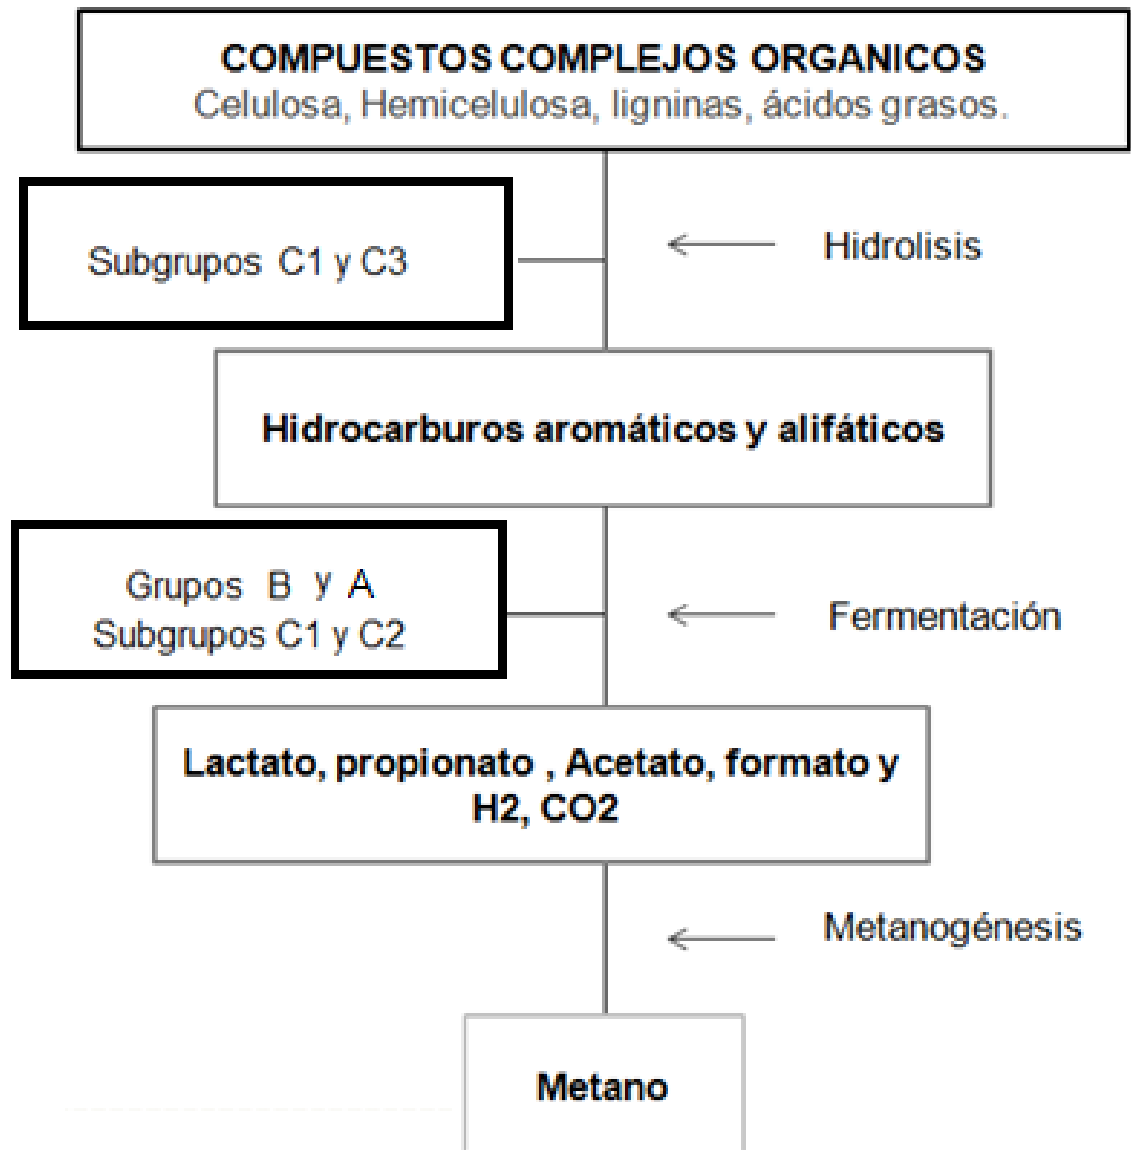 COMPUESTOS COMPLEJOS ORGANICOS
Celulosa, Hemicelulosa, ligninas, ácidos grasos.
Subgrupos C1 y C3
Hidrolisis
Hidrocarburos aromáticos y alifáticos
Grupos B y A
Subgrupos C1 y C2
Fermentación
Lactato, propionato , Acetato, formato y
H2, CO2
Metanogénesis
Metano